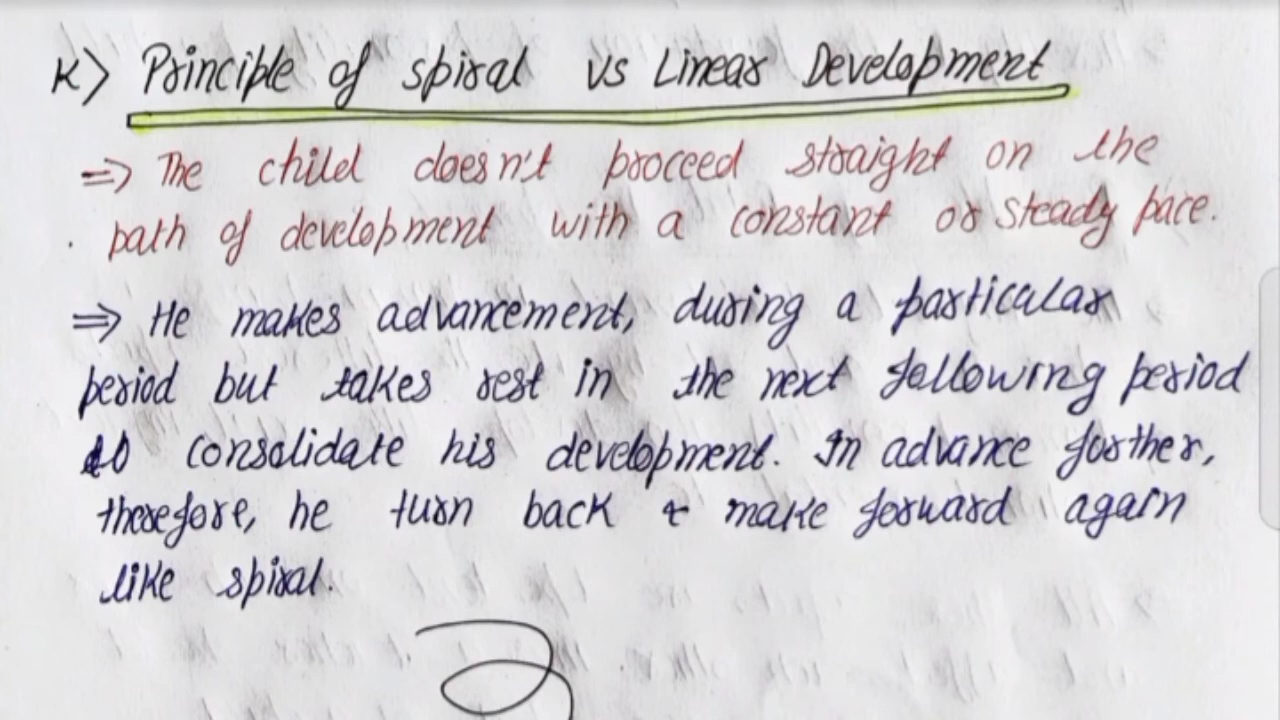 K) Principle of spiral vs Linear Development
=> The child doesn't proceed straight on the
path of development with a constant or steady pace.
=> He makes advancement, during a particular
period but takes rest in the next following period
to consolidate his development. In advance further,
therefore, he turn back & make forward again
like spiral.